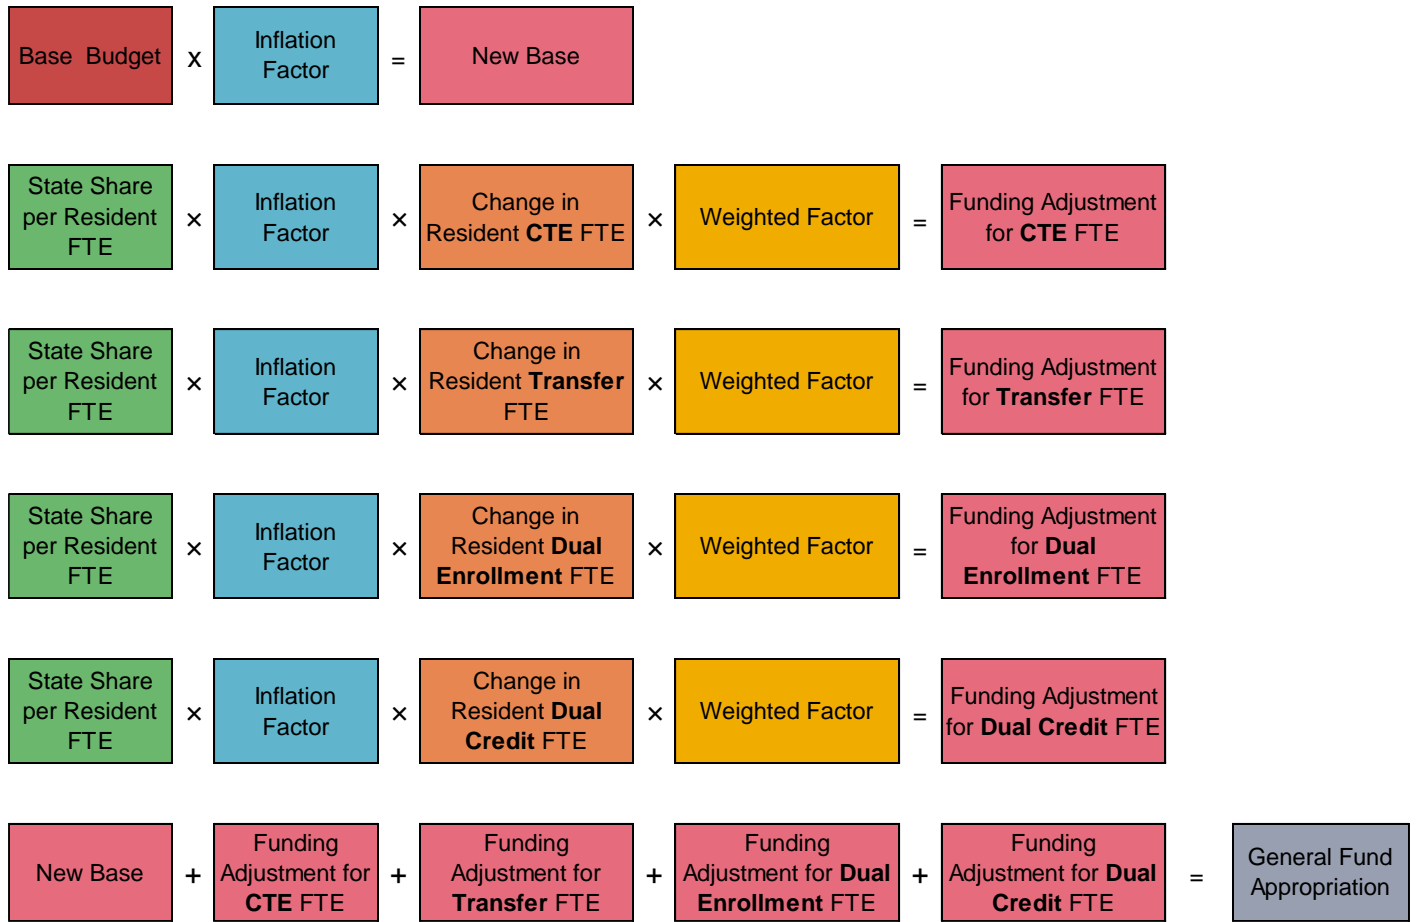 Base Budget x Inflation Factor = New Base
State Share per Resident FTE × Inflation Factor × Change in Resident CTE FTE × Weighted Factor = Funding Adjustment for CTE FTE
State Share per Resident FTE × Inflation Factor × Change in Resident Transfer FTE × Weighted Factor = Funding Adjustment for Transfer FTE
State Share per Resident FTE × Inflation Factor × Change in Resident Dual Enrollment FTE × Weighted Factor = Funding Adjustment for Dual Enrollment FTE
State Share per Resident FTE × Inflation Factor × Change in Resident Dual Credit FTE × Weighted Factor = Funding Adjustment for Dual Credit FTE
New Base + Funding Adjustment for CTE FTE + Funding Adjustment for Transfer FTE + Funding Adjustment for Dual Enrollment FTE + Funding Adjustment for Dual Credit FTE = General Fund Appropriation